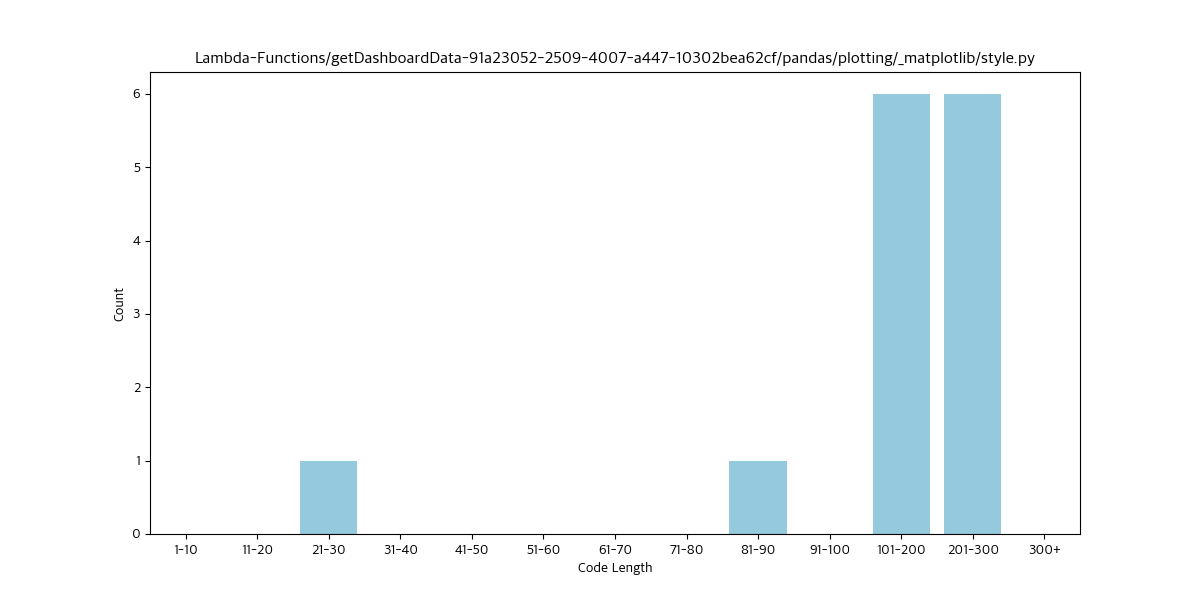 Lambda-Functions/getDashboardData-91a23052-2509-4007-a447-10302bea62cf/pandas/plotting/_matplotlib/style.py
6
5
4
3
2
1
0
Count
1-10 11-20 21-30 31-40 41-50 51-60 61-70 71-80 81-90 91-100 101-200 201-300 300+
Code Length